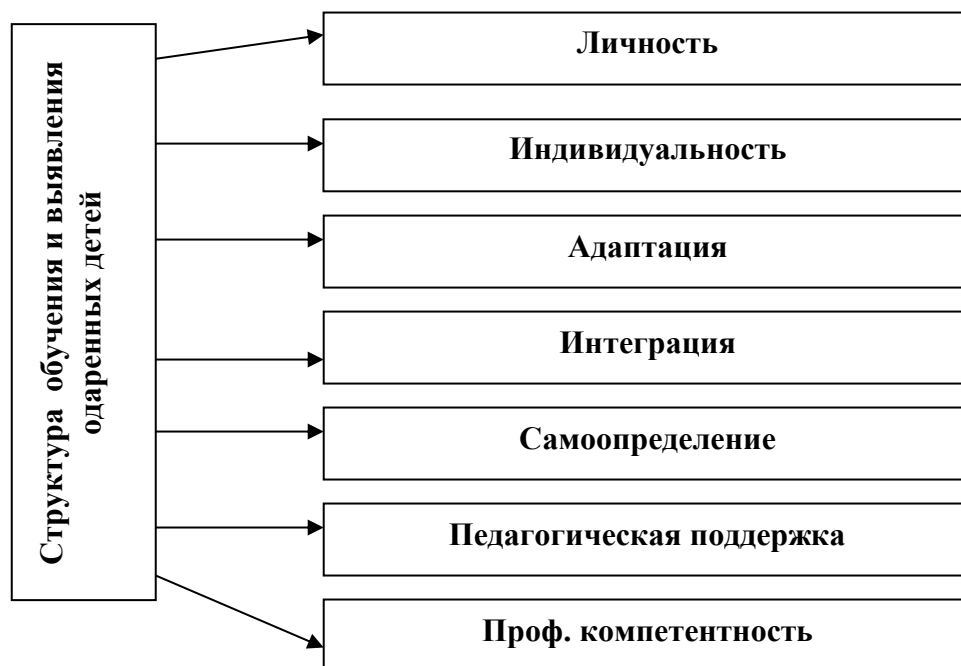 Структура обучения и выявления
одаренных детей
Личность
Индивидуальность
Адаптация
Интеграция
Самоопределение
Педагогическая поддержка
Проф. компетентность